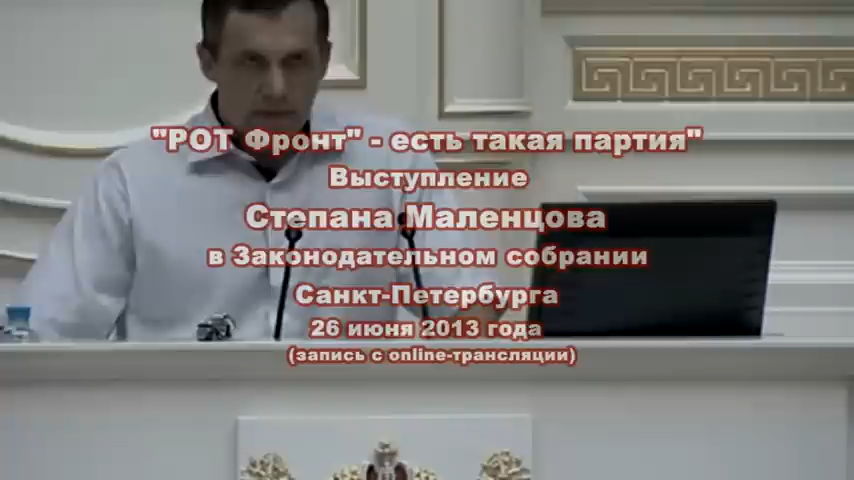 "РОТ Фронт" - есть такая партия"
Выступление
Степана Маленцова
в Законодательном собрании
Санкт-Петербурга
26 июня 2013 года
(запись с online-трансляции)